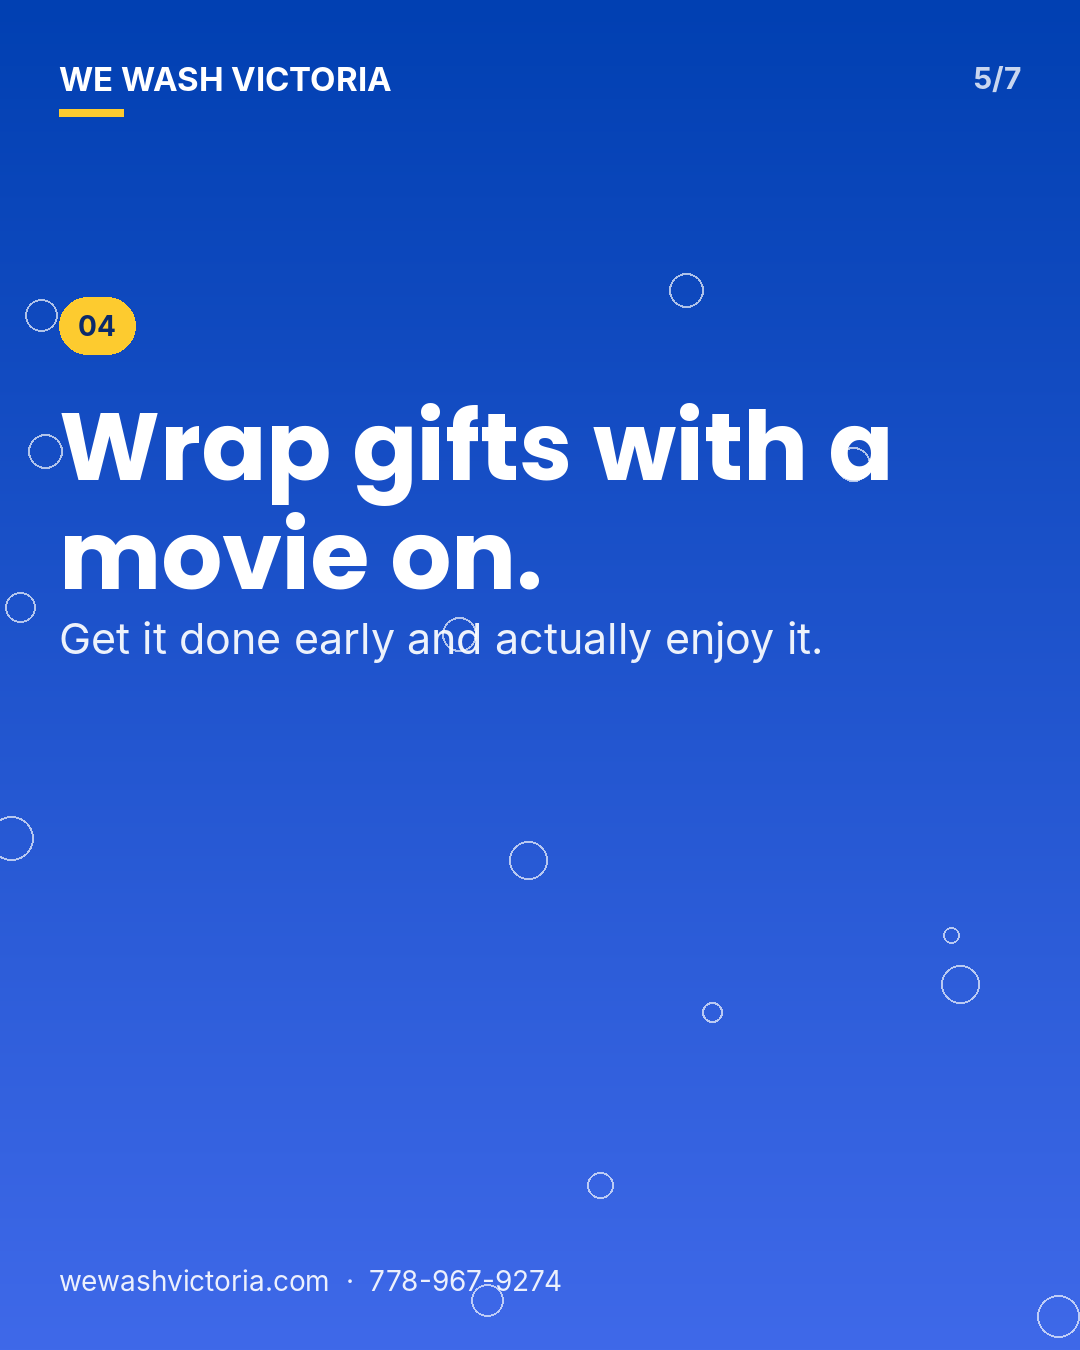 WE WASH VICTORIA
5/7
04
Wrap gifts with a
movie on.
Get it done early and actually enjoy it.
wewashvictoria.com · 778-967-9274